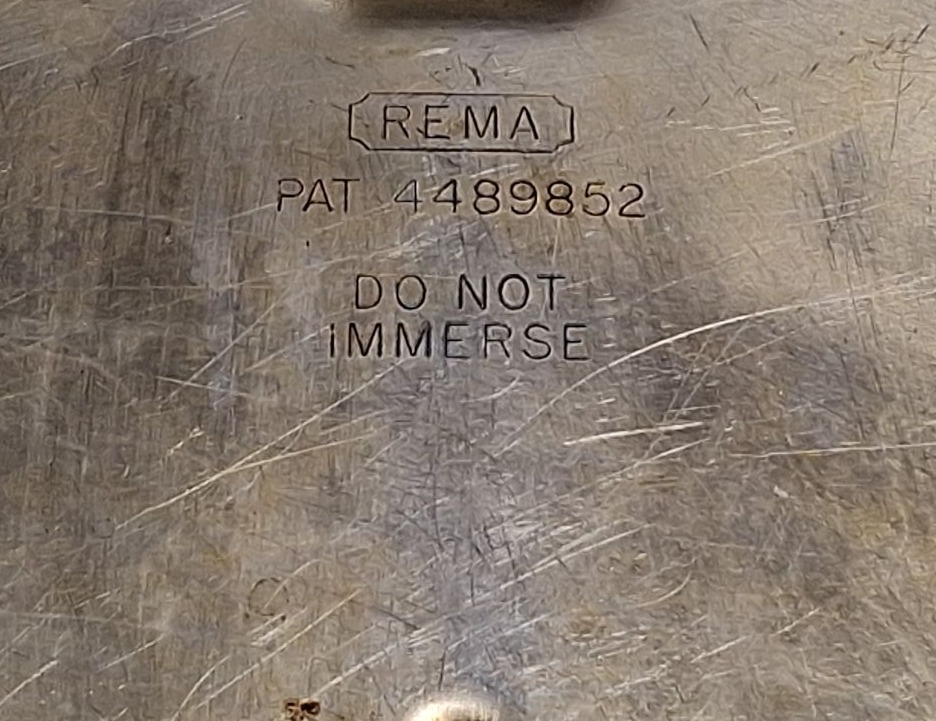 REMA
PAT 4489852
DO NOT
IMMERSE